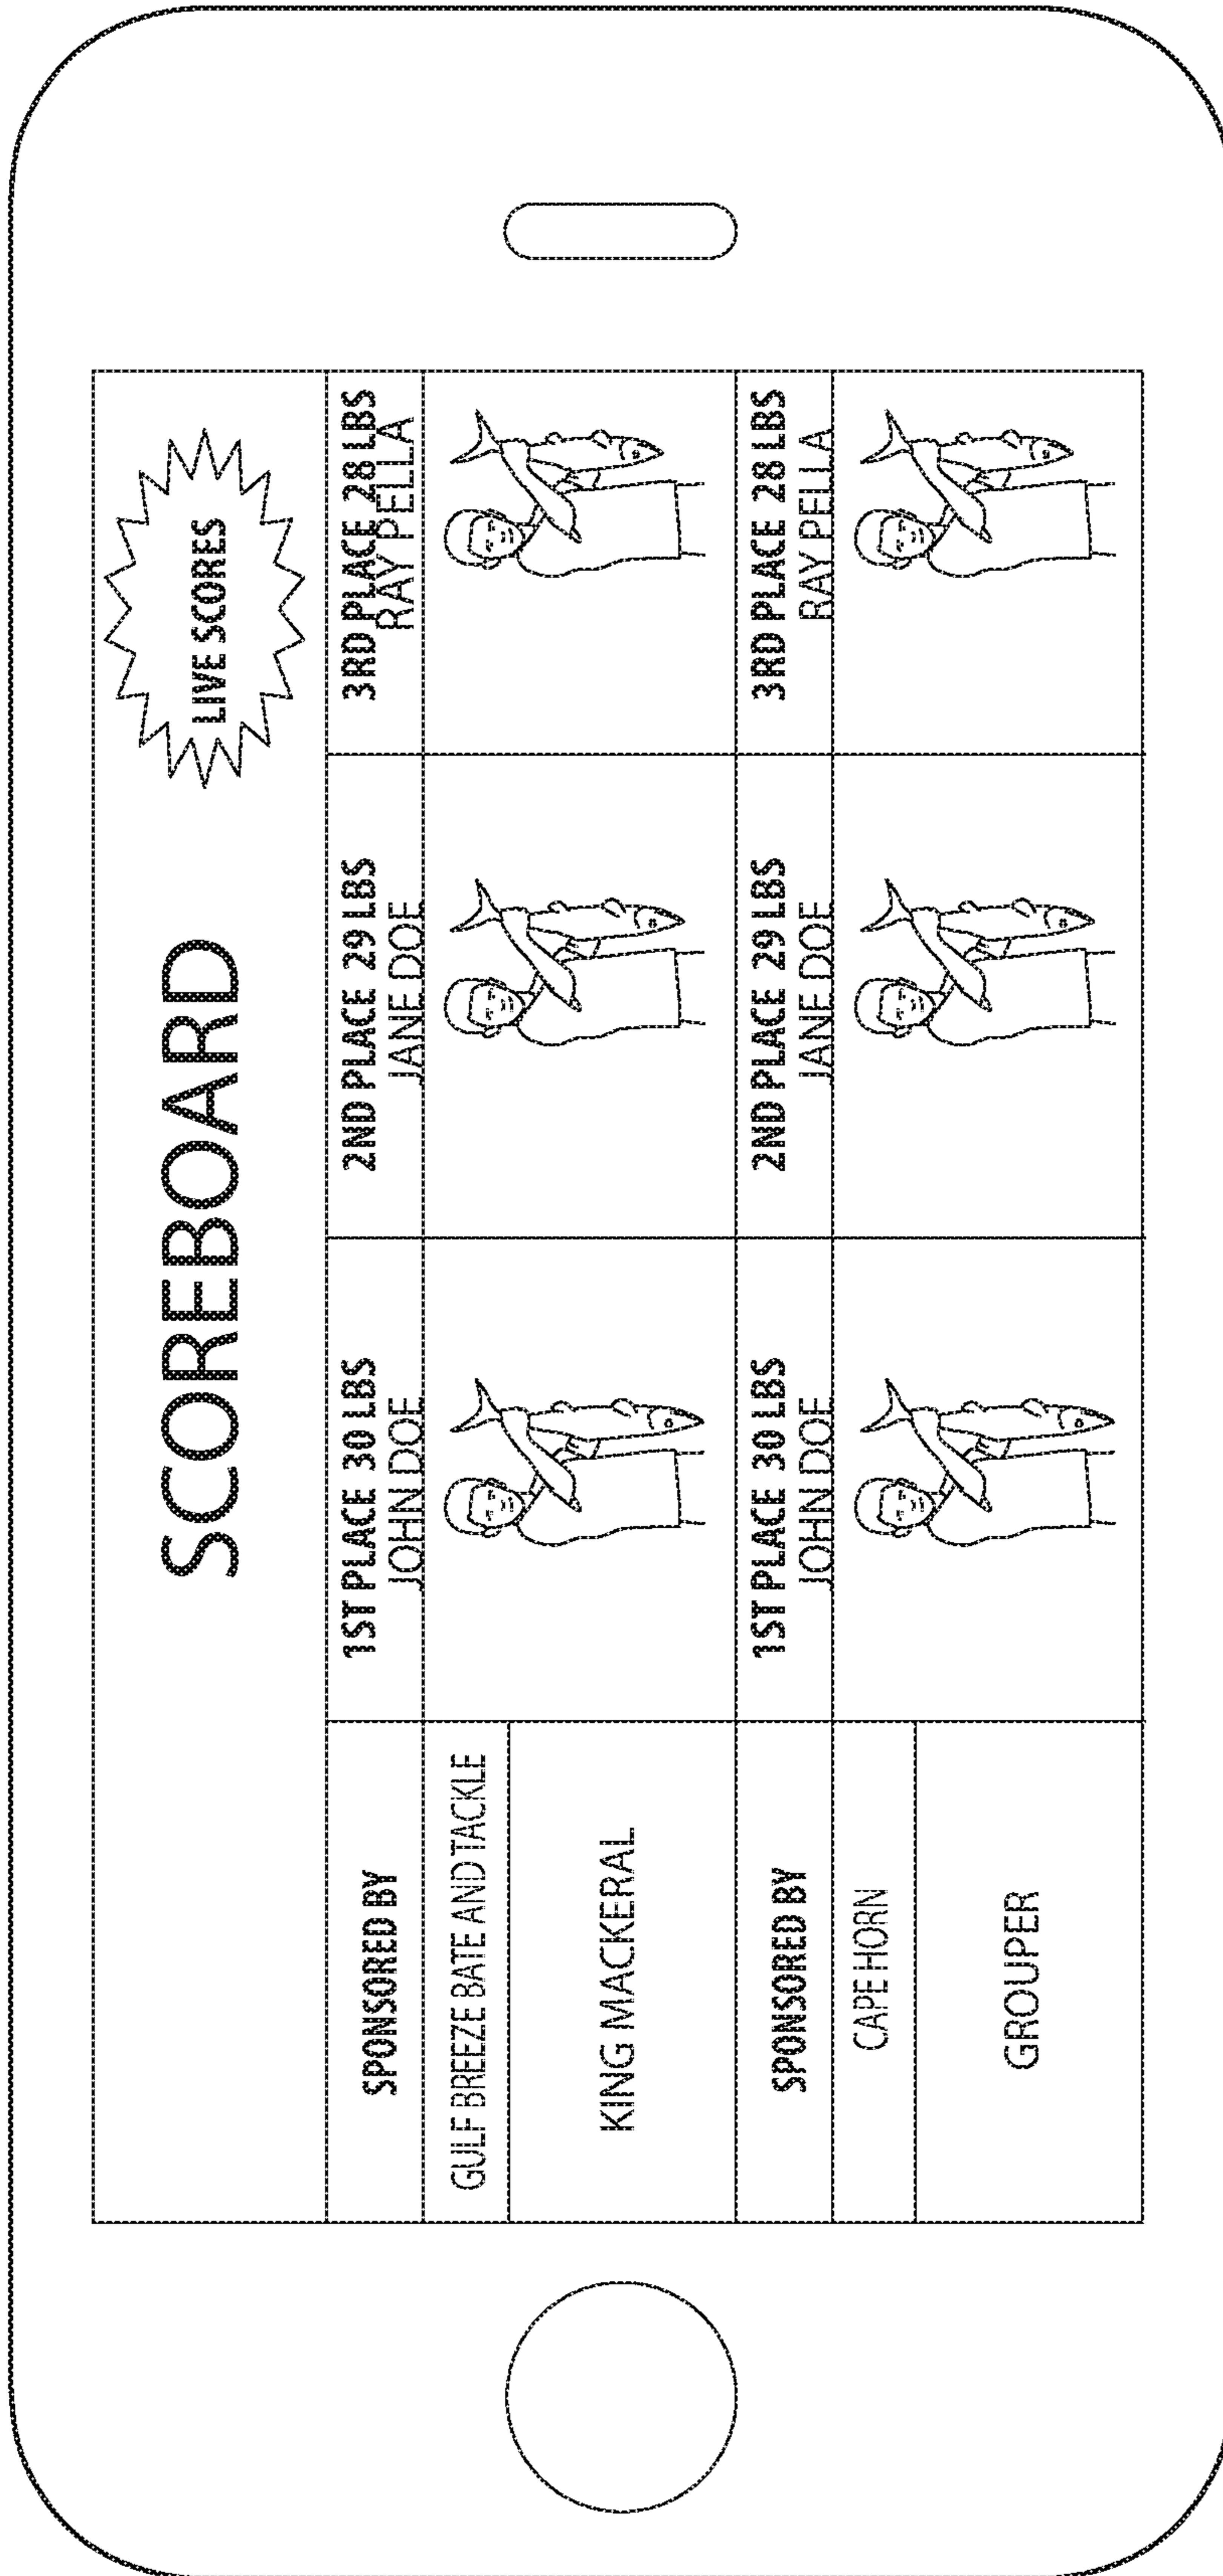 SCOREBOARD
LIVE SCORES
SPONSORED BY
1ST PLACE 30 LBS
JOHN DOE
2ND PLACE 29 LBS
JANE DOE
3RD PLACE 28 LBS
RAY PELLA
GULF BREEZE BATE AND TACKLE
KING MACKERAL
SPONSORED BY
1ST PLACE 30 LBS
JOHN DOE
2ND PLACE 29 LBS
JANE DOE
3RD PLACE 28 LBS
RAY PELLA
CAPE HORN
GROUPER